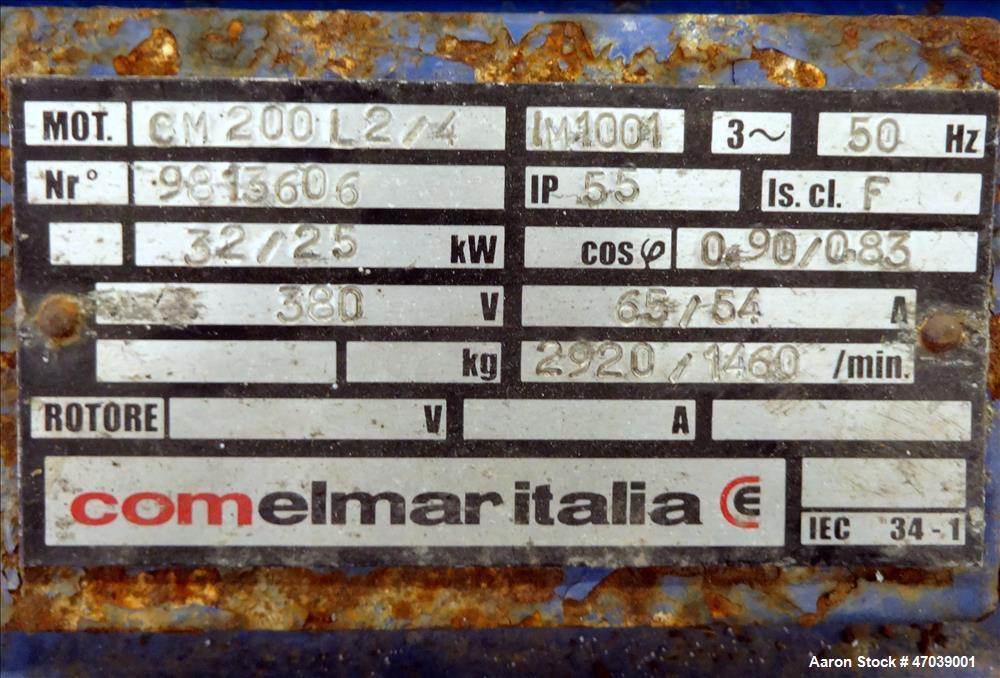 MOT. CM 200 L2/4 IM1001 3~ 50 Hz
Nr° 9813606 IP 55 Is. cl. F
32/25 kW cosφ 0.90/0.83
380 V 65/54 A
kg 2920/1460 /min.
ROTORE V A
comelmar italia CE
IEC 34-1
Aaron Stock # 47039001